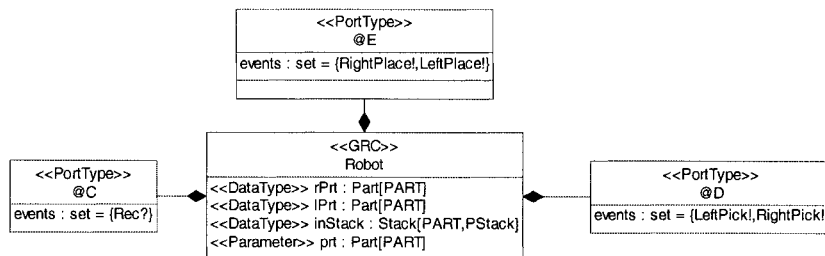 <<PortType>>
@E
events : set = {RightPlace!,LeftPlace!}
<<GRC>>
Robot
<<DataType>> rPrt : Part[PART]
<<DataType>> lPrt : Part[PART]
<<DataType>> inStack : Stack[PART,PStack}
<<Parameter>> prt : Part[PART]
<<PortType>>
@C
events : set = {Rec?}
<<PortType>>
@D
events : set = {LeftPick!,RightPick!